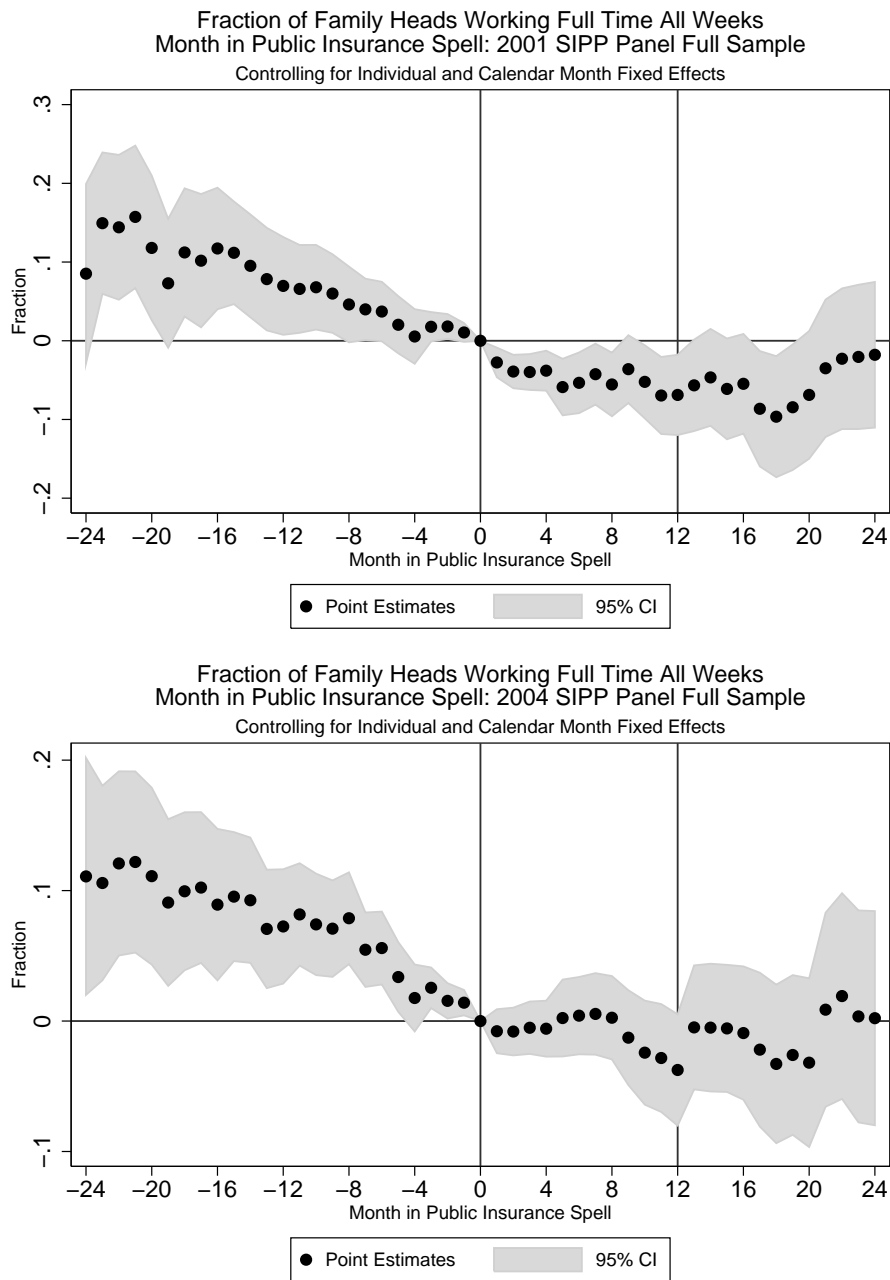 Fraction of Family Heads Working Full Time All Weeks
Month in Public Insurance Spell: 2001 SIPP Panel Full Sample
Controlling for Individual and Calendar Month Fixed Effects
.3
.2
.1
0
-.1
-.2
Fraction
−24 −20 −16 −12 −8 −4 0 4 8 12 16 20 24
Month in Public Insurance Spell
Point Estimates 95% CI
Fraction of Family Heads Working Full Time All Weeks
Month in Public Insurance Spell: 2004 SIPP Panel Full Sample
Controlling for Individual and Calendar Month Fixed Effects
.2
.1
0
-.1
Fraction
−24 −20 −16 −12 −8 −4 0 4 8 12 16 20 24
Month in Public Insurance Spell
Point Estimates 95% CI